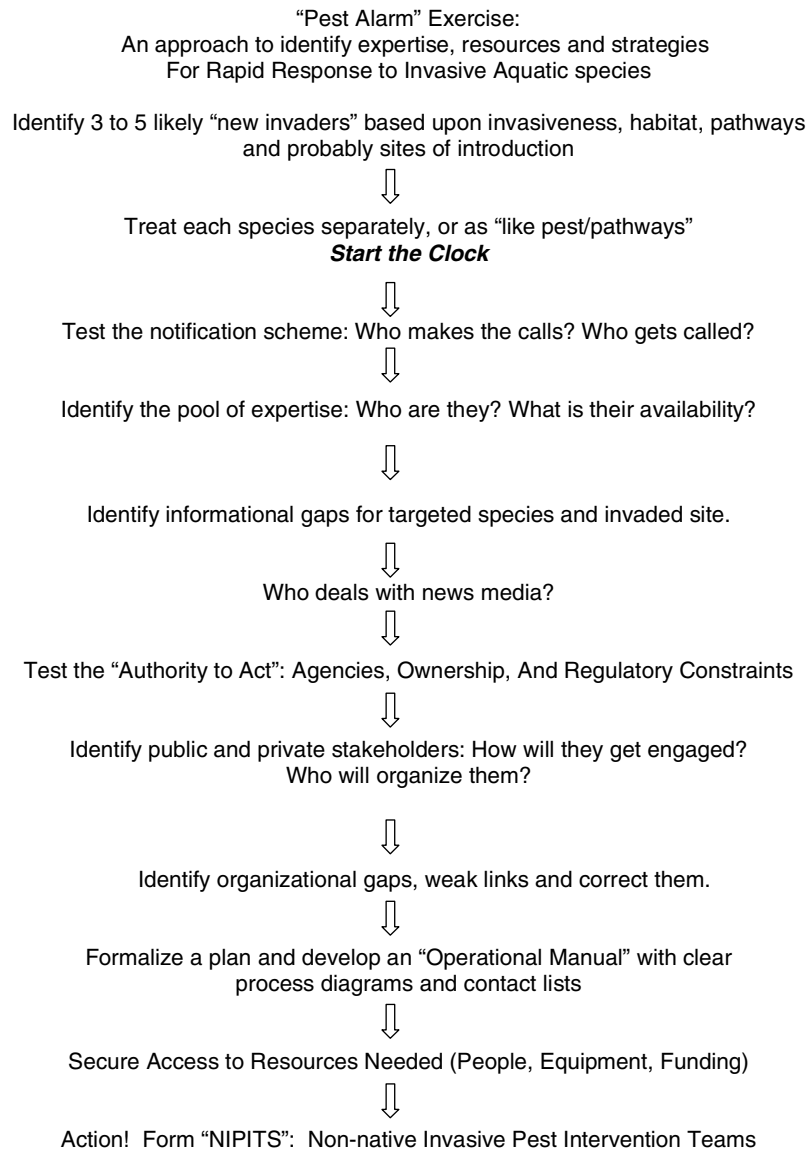 “Pest Alarm” Exercise:
An approach to identify expertise, resources and strategies
For Rapid Response to Invasive Aquatic species
Identify 3 to 5 likely “new invaders” based upon invasiveness, habitat, pathways
and probably sites of introduction
Treat each species separately, or as “like pest/pathways”
Start the Clock
Test the notification scheme: Who makes the calls? Who gets called?
Identify the pool of expertise: Who are they? What is their availability?
Identify informational gaps for targeted species and invaded site.
Who deals with news media?
Test the “Authority to Act”: Agencies, Ownership, And Regulatory Constraints
Identify public and private stakeholders: How will they get engaged?
Who will organize them?
Identify organizational gaps, weak links and correct them.
Formalize a plan and develop an “Operational Manual” with clear
process diagrams and contact lists
Secure Access to Resources Needed (People, Equipment, Funding)
Action! Form “NIPITS”: Non-native Invasive Pest Intervention Teams